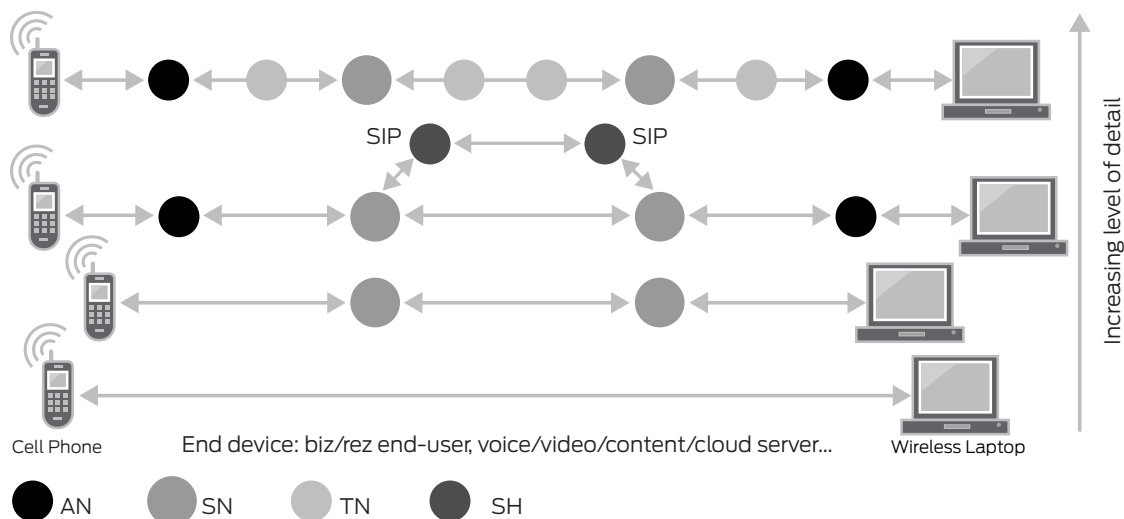 SIP
SIP
Increasing level of detail
Cell Phone
End device: biz/rez end-user, voice/video/content/cloud server...
Wireless Laptop
AN
SN
TN
SH